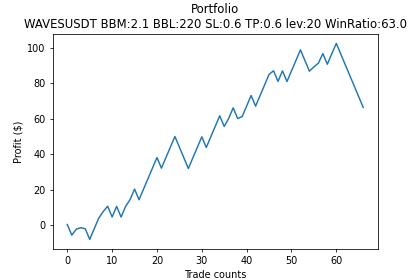 Portfolio
WAVESUSDT BBM:2.1 BBL:220 SL:0.6 TP:0.6 lev:20 WinRatio:63.0
100
80
60
40
20
0
Profit ($)
0 10 20 30 40 50 60
Trade counts